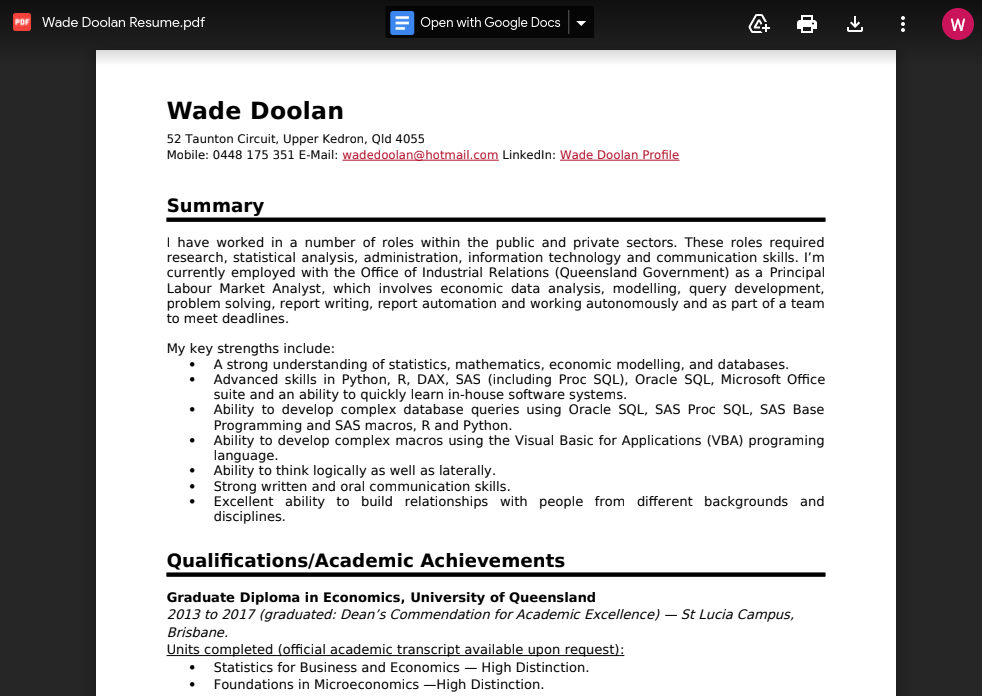 PDF Wade Doolan Resume.pdf
Open with Google Docs
W
Wade Doolan
52 Taunton Circuit, Upper Kedron, Qld 4055
Mobile: 0448 175 351 E-Mail: wadedoolan@hotmail.com LinkedIn: Wade Doolan Profile
Summary
I have worked in a number of roles within the public and private sectors. These roles required
research, statistical analysis, administration, information technology and communication skills. I’m
currently employed with the Office of Industrial Relations (Queensland Government) as a Principal
Labour Market Analyst, which involves economic data analysis, modelling, query development,
problem solving, report writing, report automation and working autonomously and as part of a team
to meet deadlines.
My key strengths include:
• A strong understanding of statistics, mathematics, economic modelling, and databases.
• Advanced skills in Python, R, DAX, SAS (including Proc SQL), Oracle SQL, Microsoft Office
suite and an ability to quickly learn in-house software systems.
• Ability to develop complex database queries using Oracle SQL, SAS Proc SQL, SAS Base
Programming and SAS macros, R and Python.
• Ability to develop complex macros using the Visual Basic for Applications (VBA) programing
language.
• Ability to think logically as well as laterally.
• Strong written and oral communication skills.
• Excellent ability to build relationships with people from different backgrounds and
disciplines.
Qualifications/Academic Achievements
Graduate Diploma in Economics, University of Queensland
2013 to 2017 (graduated: Dean’s Commendation for Academic Excellence) — St Lucia Campus,
Brisbane.
Units completed (official academic transcript available upon request):
• Statistics for Business and Economics — High Distinction.
• Foundations in Microeconomics —High Distinction.